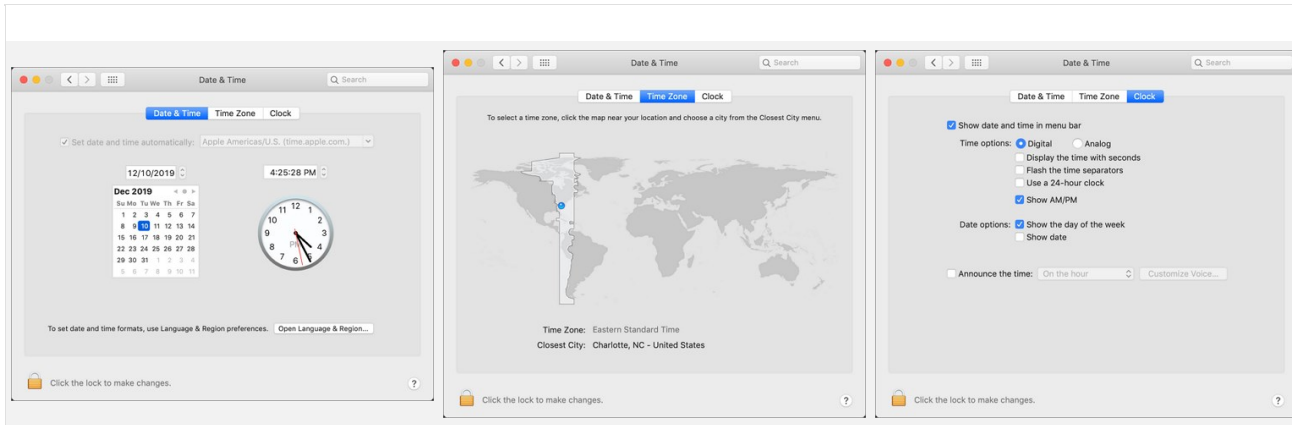 Date & Time
Search
Date & Time Time Zone Clock
Set date and time automatically: Apple Americas/U.S. (time.apple.com.)
12/10/2019
4:25:28 PM
Dec 2019
Su Mo Tu We Th Fr Sa
1 2 3 4 5 6 7
8 9 10 11 12 13 14
15 16 17 18 19 20 21
22 23 24 25 26 27 28
29 30 31 1 2 3 4
5 6 7 8 9 10 11
12 1 2 3 4 5 6 7 8 9 10 11
PM
To set date and time formats, use Language & Region preferences. Open Language & Region...
Click the lock to make changes. ?
Date & Time
Search
Date & Time Time Zone Clock
To select a time zone, click the map near your location and choose a city from the Closest City menu.
Time Zone: Eastern Standard Time
Closest City: Charlotte, NC - United States
Click the lock to make changes. ?
Date & Time
Search
Date & Time Time Zone Clock
Show date and time in menu bar
Time options: Digital Analog
Display the time with seconds
Flash the time separators
Use a 24-hour clock
Show AM/PM
Date options: Show the day of the week
Show date
Announce the time: On the hour Customize Voice...
Click the lock to make changes. ?